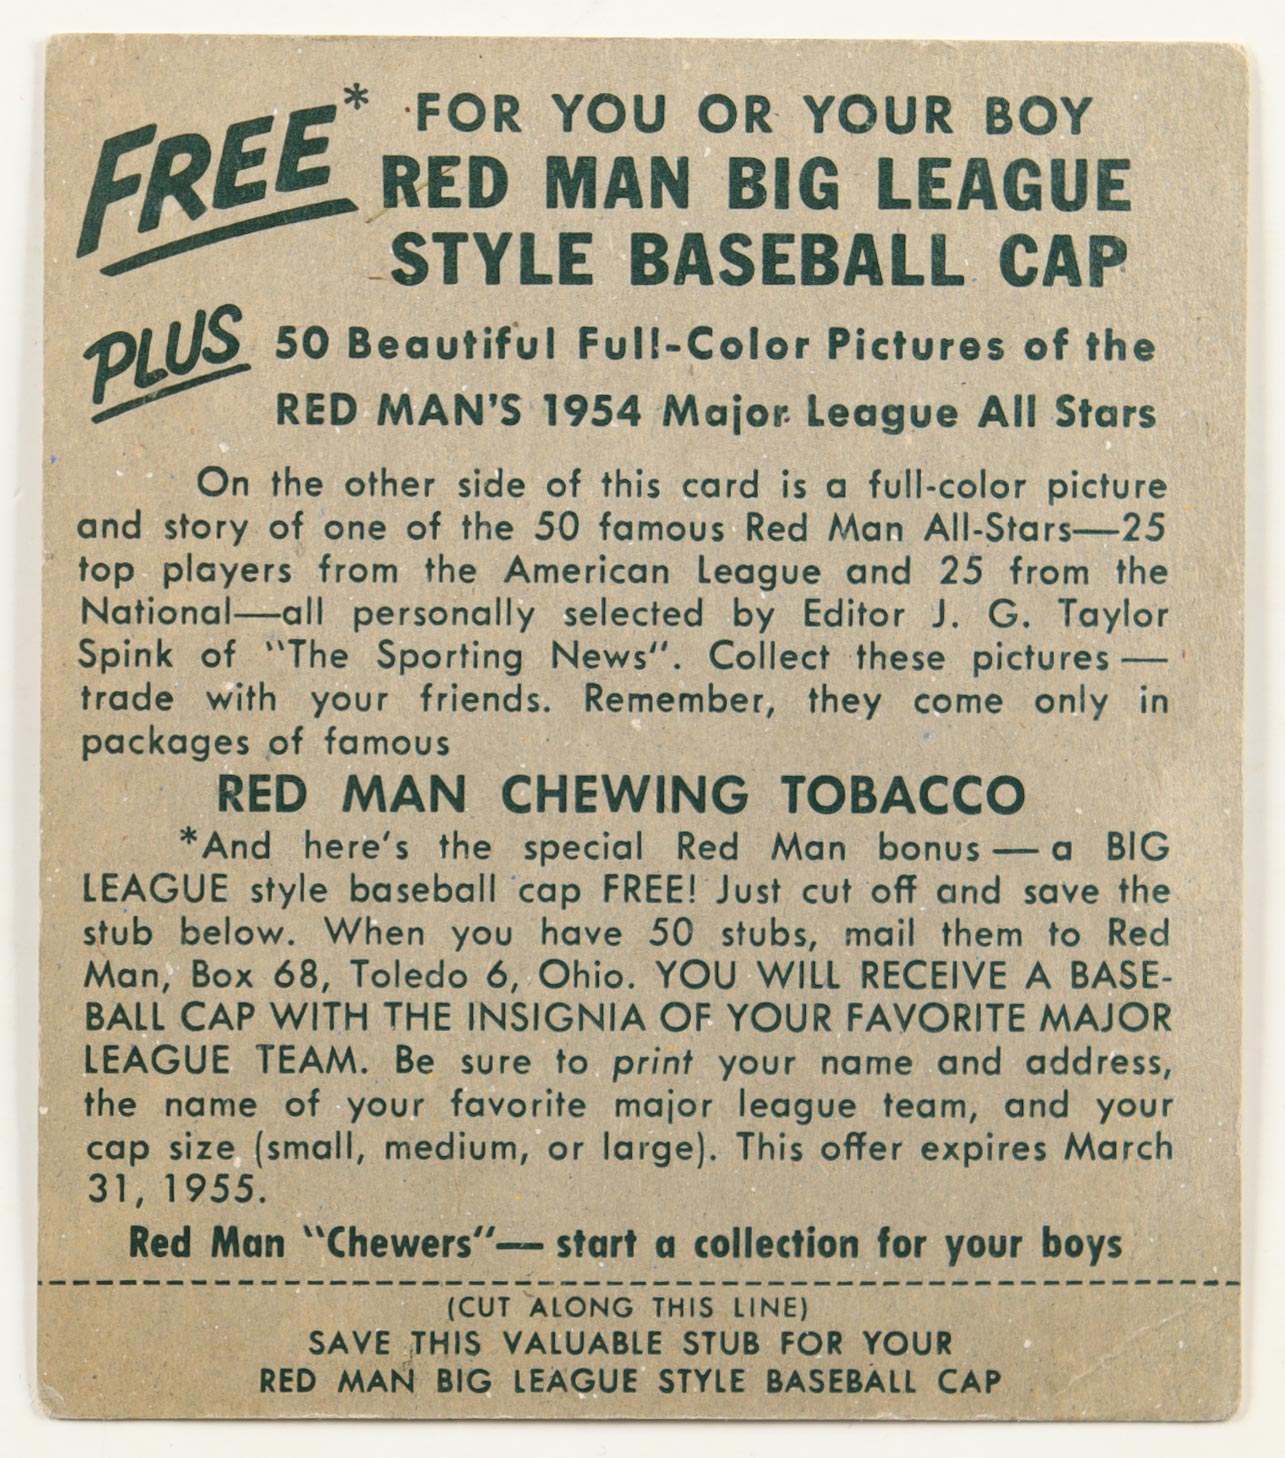 FREE* FOR YOU OR YOUR BOY
RED MAN BIG LEAGUE
STYLE BASEBALL CAP
PLUS 50 Beautiful Full-Color Pictures of the
RED MAN'S 1954 Major League All Stars
On the other side of this card is a full-color picture
and story of one of the 50 famous Red Man All-Stars—25
top players from the American League and 25 from the
National—all personally selected by Editor J. G. Taylor
Spink of "The Sporting News". Collect these pictures—
trade with your friends. Remember, they come only in
packages of famous
RED MAN CHEWING TOBACCO
*And here's the special Red Man bonus—a BIG
LEAGUE style baseball cap FREE! Just cut off and save the
stub below. When you have 50 stubs, mail them to Red
Man, Box 68, Toledo 6, Ohio. YOU WILL RECEIVE A BASE-
BALL CAP WITH THE INSIGNIA OF YOUR FAVORITE MAJOR
LEAGUE TEAM. Be sure to print your name and address,
the name of your favorite major league team, and your
cap size (small, medium, or large). This offer expires March
31, 1955.
Red Man "Chewers"—start a collection for your boys
(CUT ALONG THIS LINE)
SAVE THIS VALUABLE STUB FOR YOUR
RED MAN BIG LEAGUE STYLE BASEBALL CAP